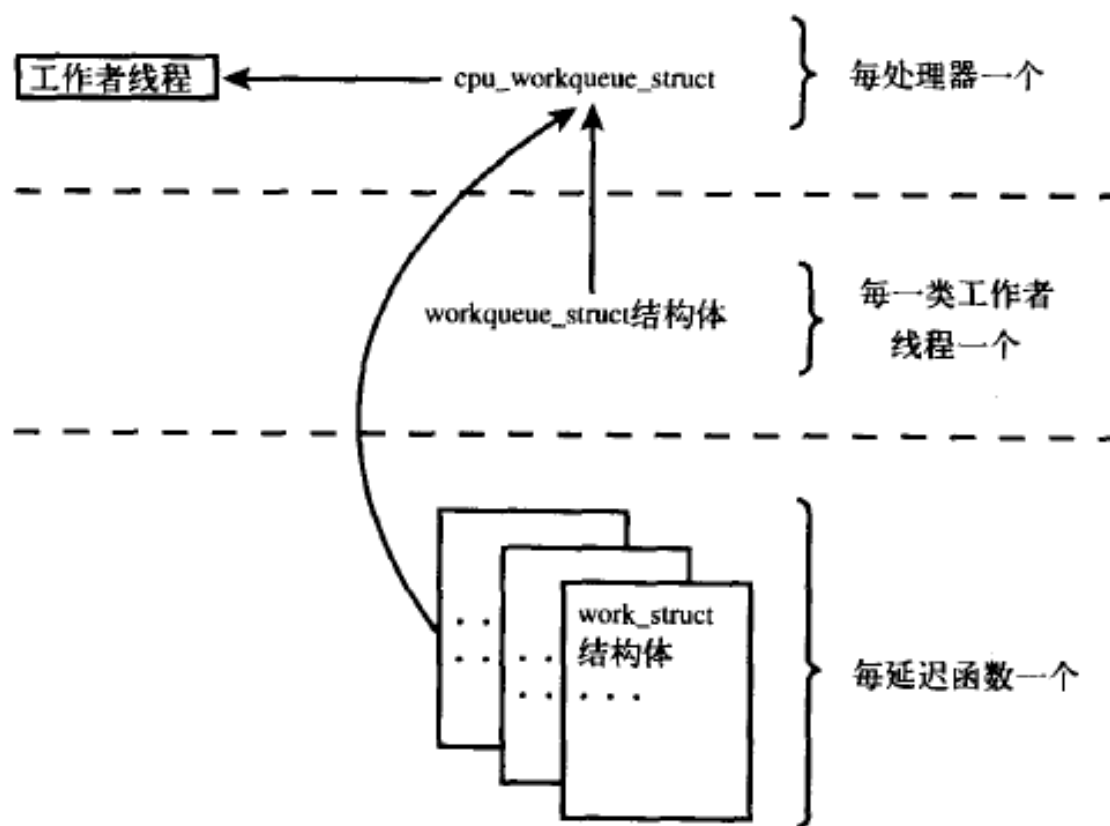 工作者线程
cpu_workqueue_struct
每处理器一个
workqueue_struct结构体
每一类工作者
线程一个
work_struct
结构体
每延迟函数一个